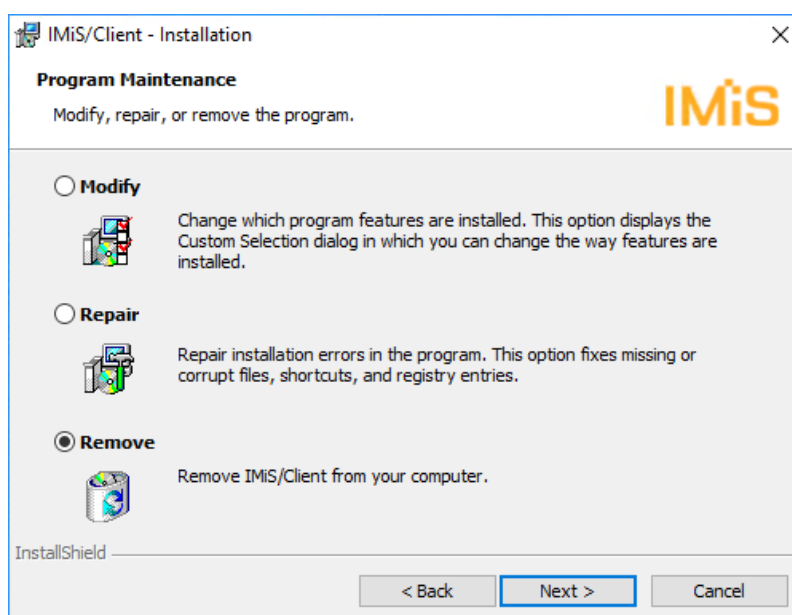 IMiS/Client - Installation
Program Maintenance
Modify, repair, or remove the program.
IMiS
Modify
Change which program features are installed. This option displays the
Custom Selection dialog in which you can change the way features are
installed.
Repair
Repair installation errors in the program. This option fixes missing or
corrupt files, shortcuts, and registry entries.
Remove
Remove IMiS/Client from your computer.
InstallShield
< Back Next > Cancel